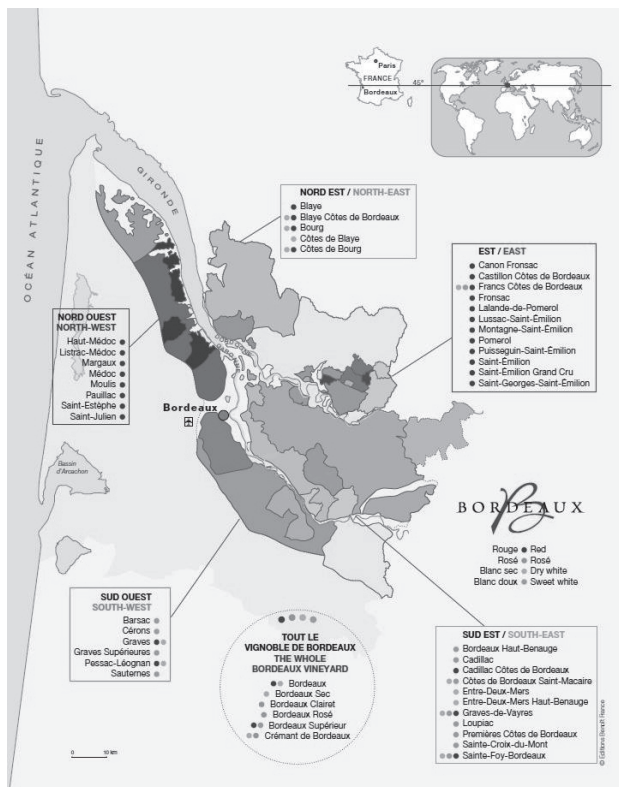 Paris
FRANCE
45°
Bordeaux
OCÉAN ATLANTIQUE
GIRONDE
NORD EST / NORTH-EAST
Blaye
Blaye Côtes de Bordeaux
Bourg
Côtes de Blaye
Côtes de Bourg
EST / EAST
Canon Fronsac
Castillon Côtes de Bordeaux
Francs Côtes de Bordeaux
Fronsac
Lalande-de-Pomerol
Lussac-Saint-Émilion
Montagne-Saint-Émilion
Pomerol
Puisseguin-Saint-Émilion
Saint-Émilion
Saint-Émilion Grand Cru
Saint-Georges-Saint-Émilion
NORD OUEST
NORTH-WEST
Haut-Médoc
Listrac-Médoc
Margaux
Médoc
Moulis
Pauillac
Saint-Estèphe
Saint-Julien
Bordeaux
Bassin
d'Arcachon
BORDEAUX
Rouge Red
Rosé Rosé
Blanc sec Dry white
Blanc doux Sweet white
SUD OUEST
SOUTH-WEST
Barsac
Cérons
Graves
Graves Supérieures
Pessac-Léognan
Sauternes
TOUT LE
VIGNOBLE DE BORDEAUX
THE WHOLE
BORDEAUX VINEYARD
Bordeaux
Bordeaux Sec
Bordeaux Clairet
Bordeaux Rosé
Bordeaux Supérieur
Crémant de Bordeaux
SUD EST / SOUTH-EAST
Bordeaux Haut-Benauge
Cadillac
Cadillac Côtes de Bordeaux
Côtes de Bordeaux Saint-Macaire
Entre-Deux-Mers
Entre-Deux-Mers Haut-Benauge
Graves-de-Vayres
Loupiac
Premières Côtes de Bordeaux
Sainte-Croix-du-Mont
Sainte-Foy-Bordeaux
0 10 km
© Editions Benoît France